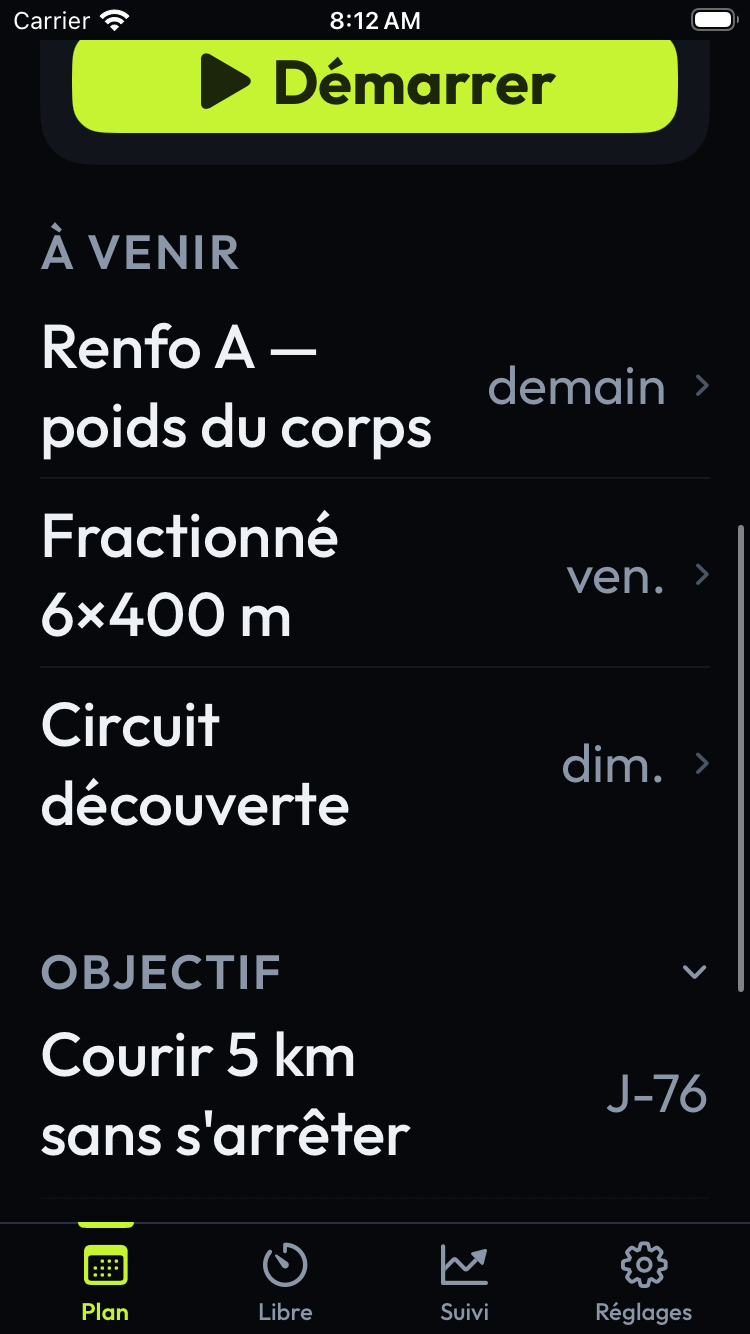 Carrier
8:12 AM
Démarrer
À VENIR
Renfo A —
poids du corps
demain
Fractionné
6×400 m
ven.
Circuit
découverte
dim.
OBJECTIF
Courir 5 km
sans s'arrêter
J-76
Plan
Libre
Suivi
Réglages